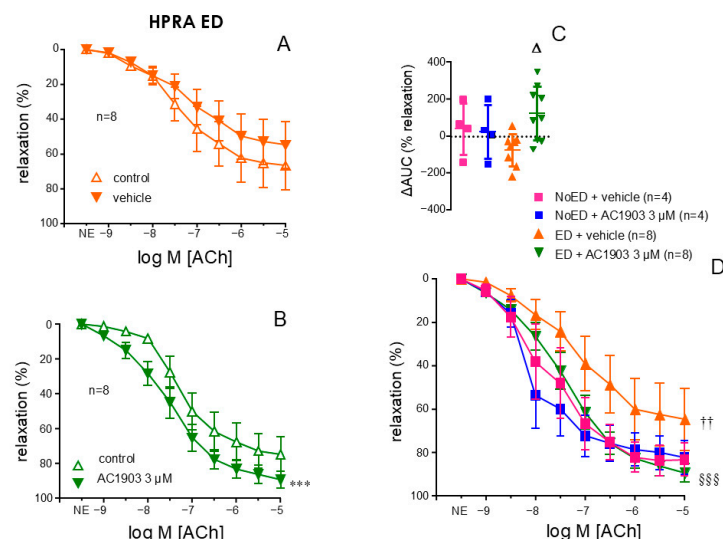 HPRA ED
A
0
20
40
60
80
100
relaxation (%)
n=8
control
vehicle
NE −9 −8 −7 −6 −5
log M [ACh]
C
Δ
400
200
0
−200
−400
ΔAUC (% relaxation)
NoED + vehicle (n=4)
NoED + AC1903 3 µM (n=4)
ED + vehicle (n=8)
ED + AC1903 3 µM (n=8)
B
0
20
40
60
80
100
relaxation (%)
n=8
control
AC1903 3 µM
***
NE −9 −8 −7 −6 −5
log M [ACh]
D
0
20
40
60
80
100
relaxation (%)
††
§§§
NE −9 −8 −7 −6 −5
log M [ACh]